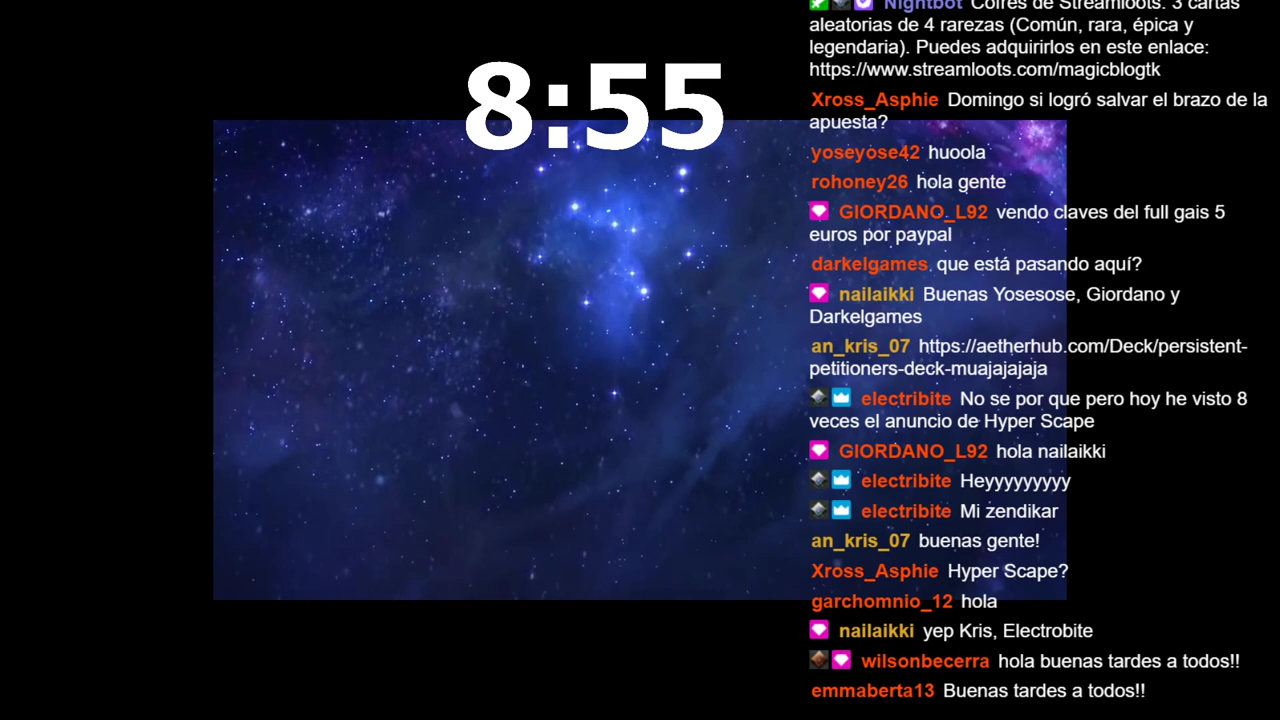 8:55
Nightbot Cofres de Streamloots. 3 cartas
aleatorias de 4 rarezas (Común, rara, épica y
legendaria). Puedes adquirirlos en este enlace:
https://www.streamloots.com/magicblogtk
Xross_Asphie Domingo si logró salvar el brazo de la
apuesta?
yoseyose42 huoola
rohoney26 hola gente
GIORDANO_L92 vendo claves del full gais 5
euros por paypal
darkelgames que está pasando aquí?
nailaikki Buenas Yosesose, Giordano y
Darkelgames
an_kris_07 https://aetherhub.com/Deck/persistent-
petitioners-deck-muajajajaja
electribite No se por que pero hoy he visto 8
veces el anuncio de Hyper Scape
GIORDANO_L92 hola nailaikki
electribite Heyyyyyyyyy
electribite Mi zendikar
an_kris_07 buenas gente!
Xross_Asphie Hyper Scape?
garchomnio_12 hola
nailaikki yep Kris, Electrobite
wilsonbecerra hola buenas tardes a todos!!
emmaberta13 Buenas tardes a todos!!